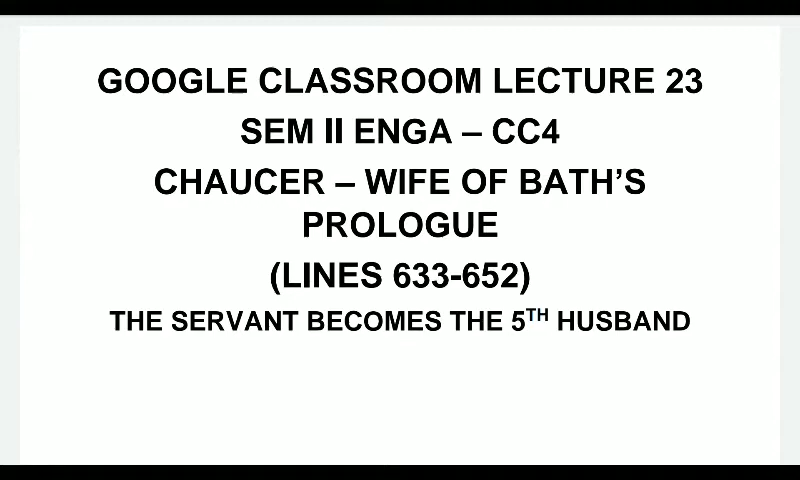 GOOGLE CLASSROOM LECTURE 23
SEM II ENGA – CC4
CHAUCER – WIFE OF BATH’S
PROLOGUE
(LINES 633-652)
THE SERVANT BECOMES THE 5TH HUSBAND